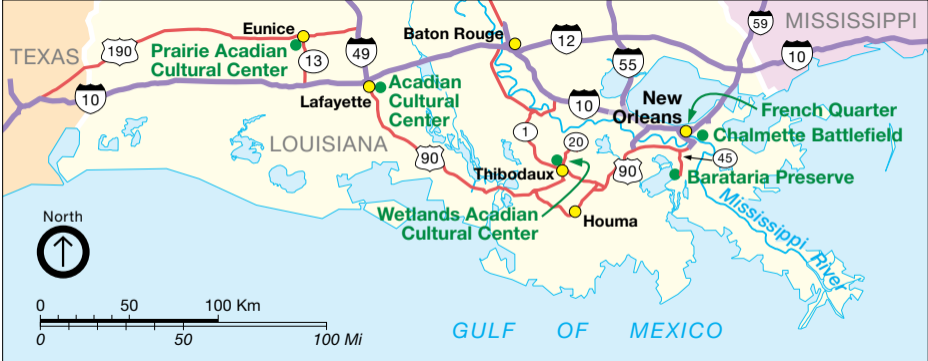 MISSISSIPPI
59
Eunice
190
49
Baton Rouge
12
TEXAS
Prairie Acadian
Cultural Center
13
55
10
10
Lafayette
Acadian
Cultural
Center
10
New
Orleans
French Quarter
1
20
Chalmette Battlefield
LOUISIANA
90
Thibodaux
90
45
Barataria Preserve
Wetlands Acadian
Cultural Center
Houma
Mississippi River
North
0 50 100 Km
0 50 100 Mi
GULF OF MEXICO